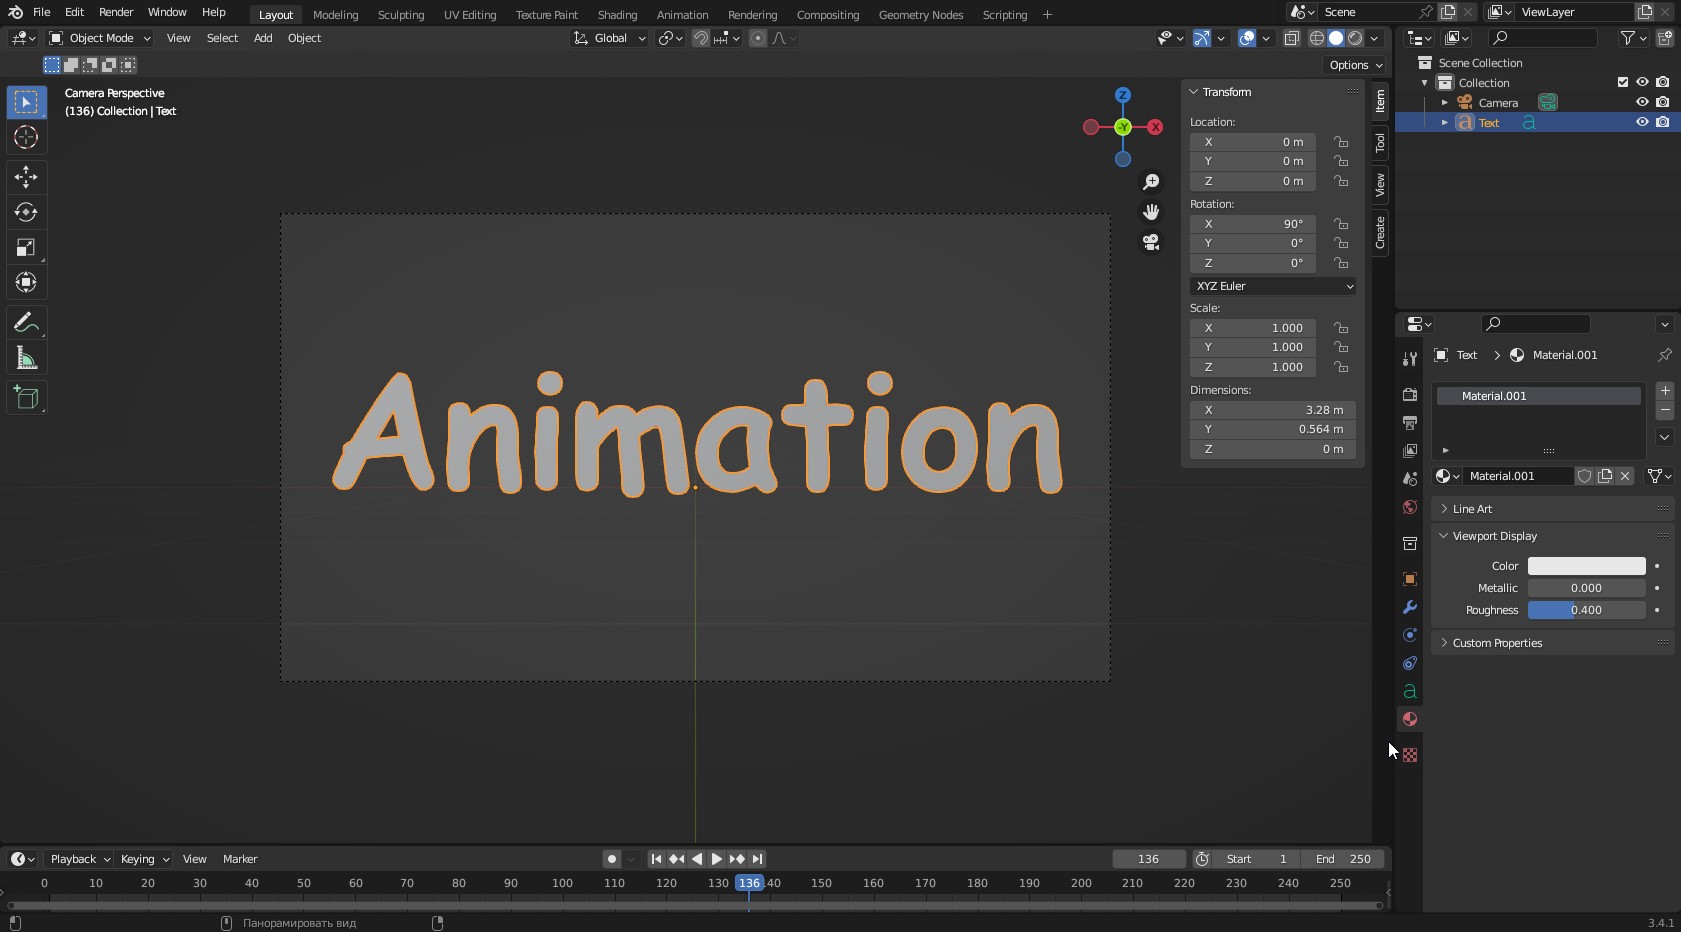 File Edit Render Window Help Layout Modeling Sculpting UV Editing Texture Paint Shading Animation Rendering Compositing Geometry Nodes Scripting + Scene ViewLayer
Object Mode View Select Add Object Global
Options
Camera Perspective
(136) Collection | Text
Z
-Y
X
Animation
Transform
Location:
X 0 m
Y 0 m
Z 0 m
Rotation:
X 90°
Y 0°
Z 0°
XYZ Euler
Scale:
X 1.000
Y 1.000
Z 1.000
Dimensions:
X 3.28 m
Y 0.564 m
Z 0 m
Item
Tool
View
Create
Scene Collection
Collection
Camera
Text
Text > Material.001
Material.001
Material.001
Line Art
Viewport Display
Color
Metallic 0.000
Roughness 0.400
Custom Properties
Playback Keying View Marker 136 Start 1 End 250
0 10 20 30 40 50 60 70 80 90 100 110 120 130 136 140 150 160 170 180 190 200 210 220 230 240 250
Панорамировать вид 3.4.1